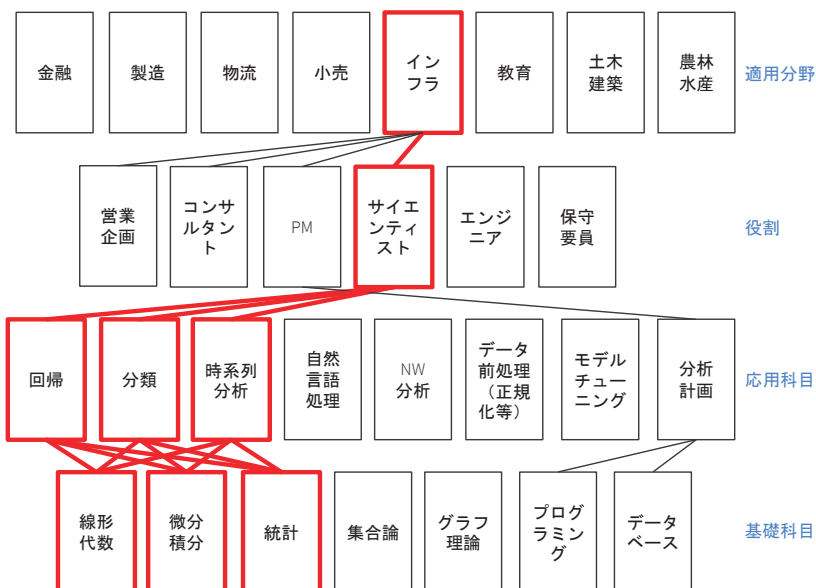 金融
製造
物流
小売
イン
フラ
教育
土木
建築
農林
水産
適用分野
営業
企画
コンサ
ルタン
ト
PM
サイエ
ンティ
スト
エンジ
ニア
保守
要員
役割
回帰
分類
時系列
分析
自然
言語
処理
NW
分析
データ
前処理
（正規
化等）
モデル
チュー
ニング
分析
計画
応用科目
線形
代数
微分
積分
統計
集合論
グラフ
理論
プログ
ラミン
グ
データ
ベース
基礎科目